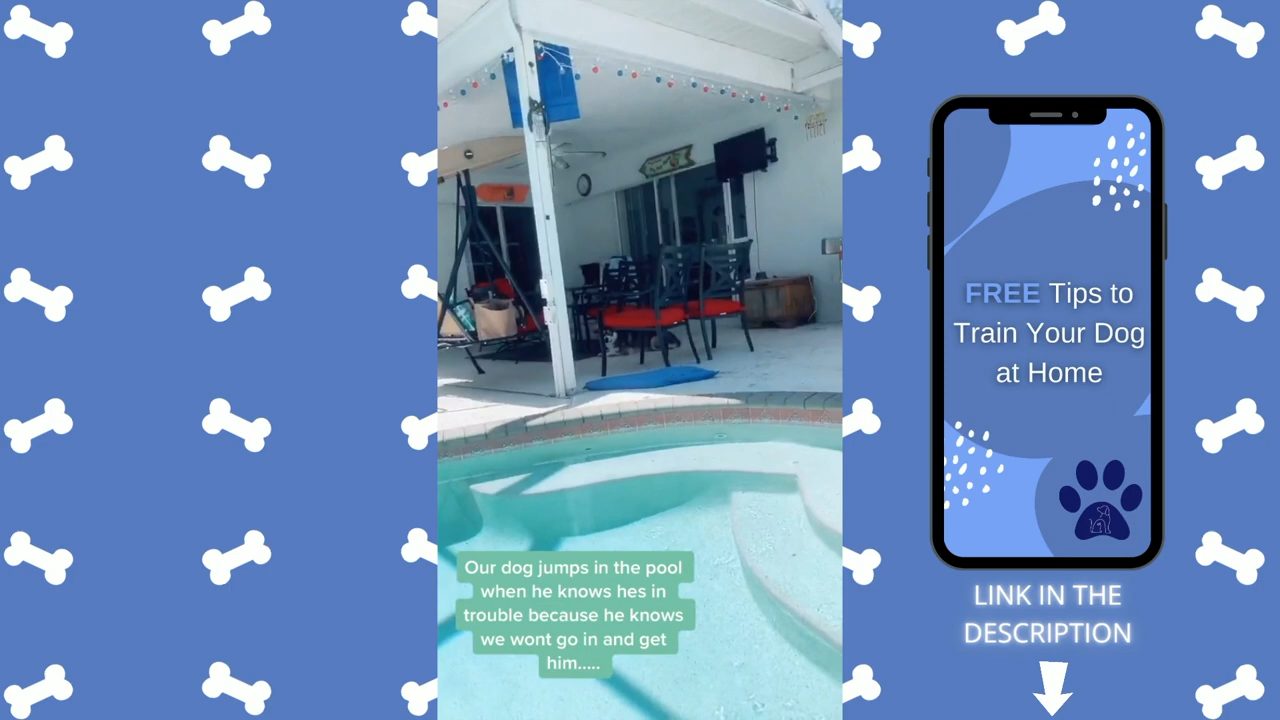 Our dog jumps in the pool
when he knows hes in
trouble because he knows
we wont go in and get
him.....
FREE Tips to
Train Your Dog
at Home
LINK IN THE
DESCRIPTION